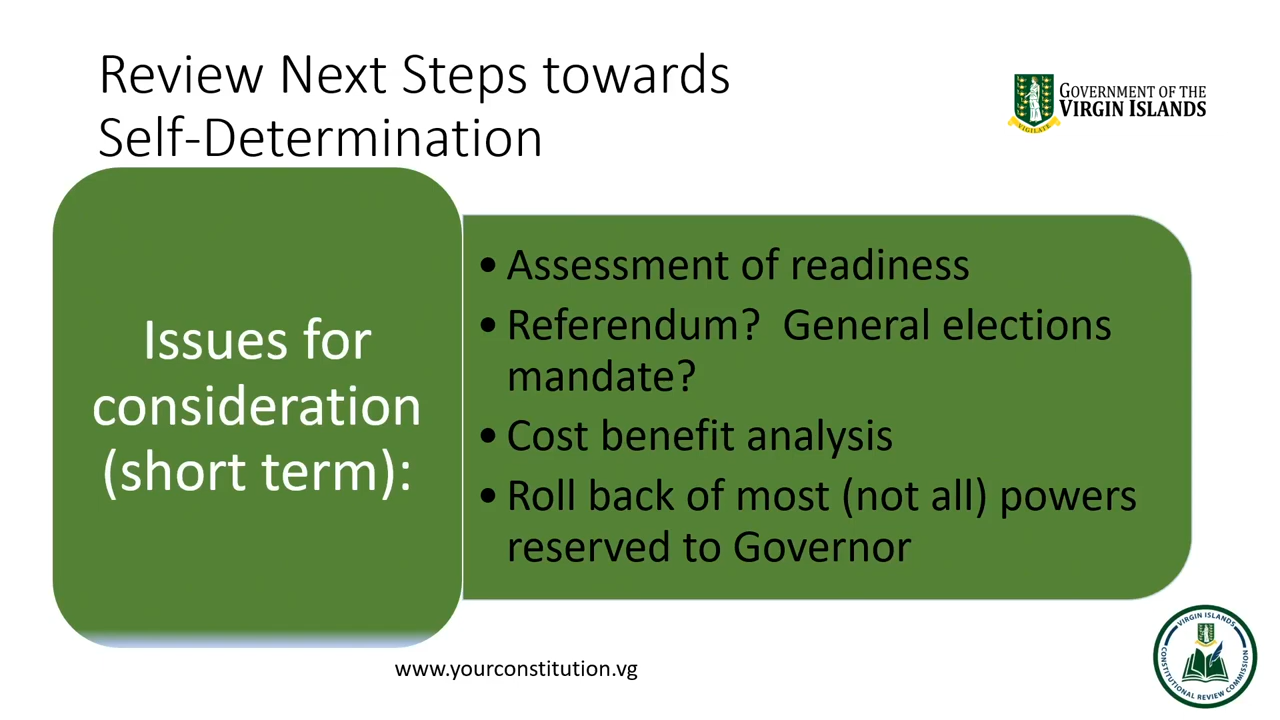 Review Next Steps towards
Self-Determination
GOVERNMENT OF THE
VIRGIN ISLANDS
VIGILATE
Issues for
consideration
(short term):
• Assessment of readiness
• Referendum?  General elections
mandate?
• Cost benefit analysis
• Roll back of most (not all) powers
reserved to Governor
www.yourconstitution.vg
VIRGIN ISLANDS
CONSTITUTIONAL REVIEW COMMISSION